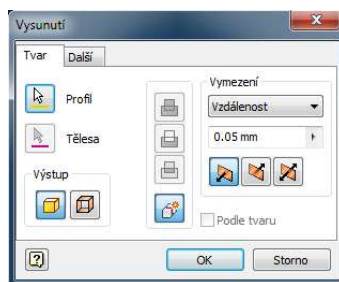 Vysunutí
Tvar
Další
Profil
Tělesa
Výstup
Vymezení
Vzdálenost
0.05 mm
Podle tvaru
OK
Storno